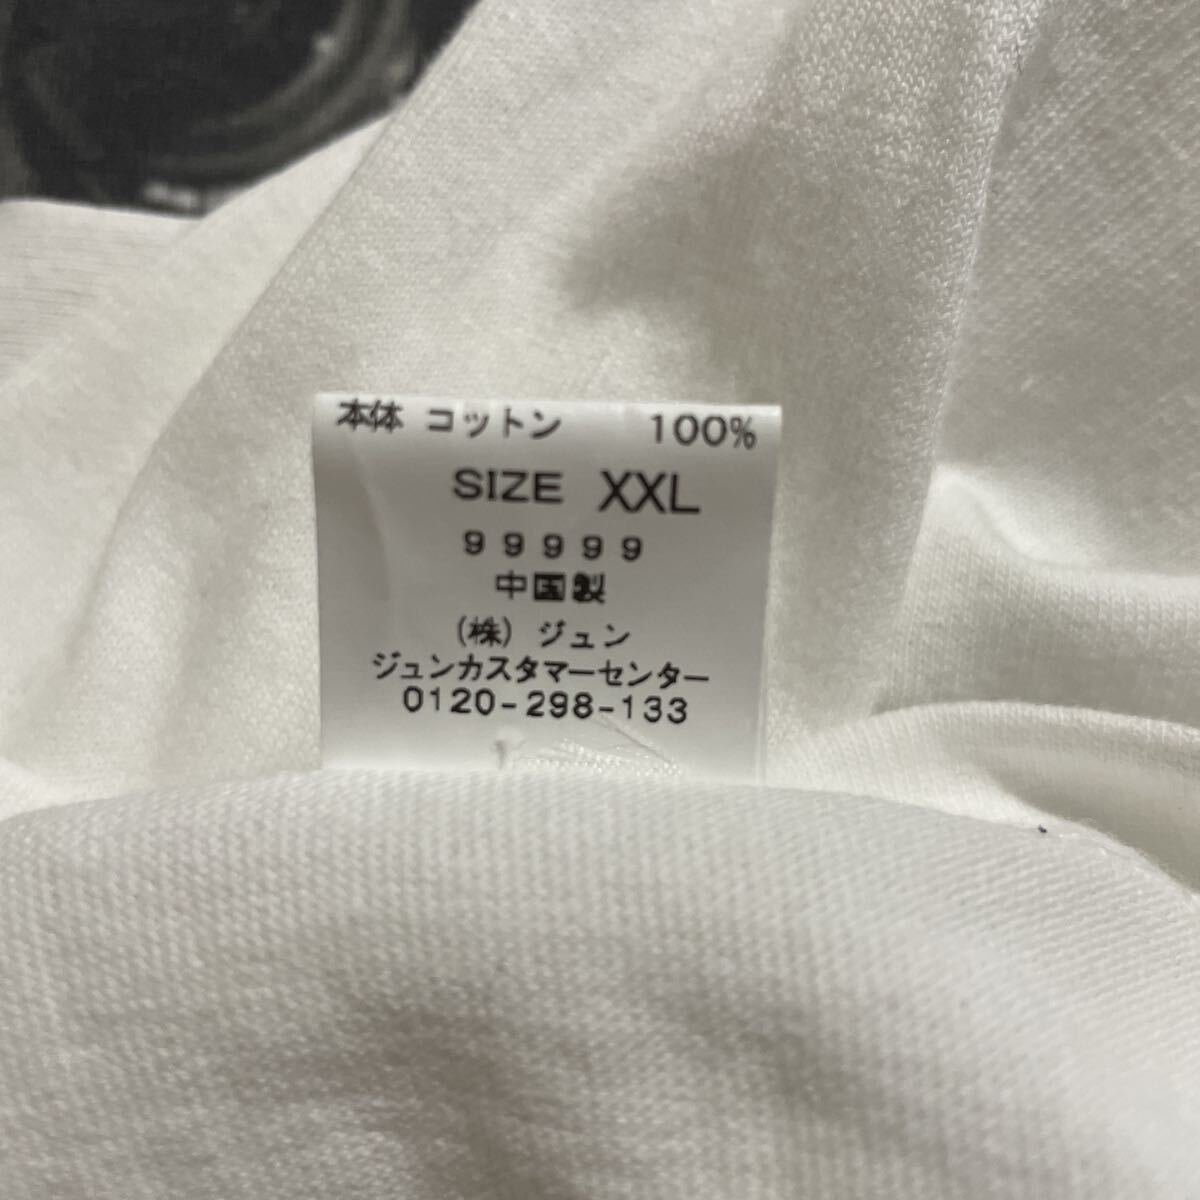 本体 コットン 100%
SIZE XXL
99999
中国製
(株) ジュン
ジュンカスタマーセンター
0120-298-133